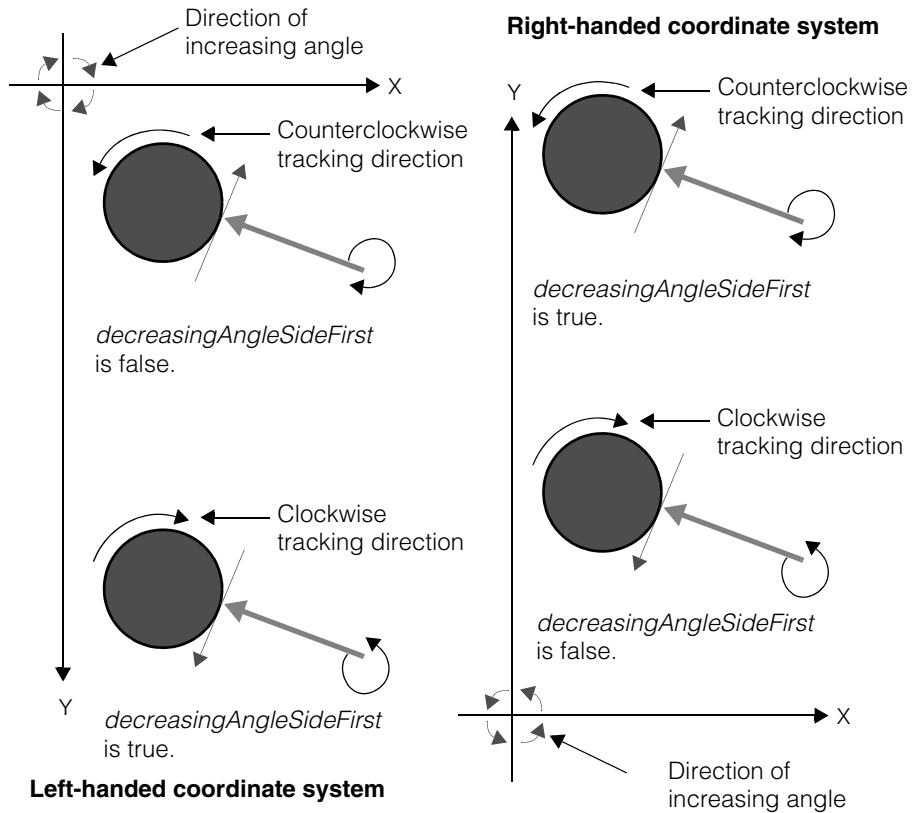 Direction of
increasing angle
X
Counterclockwise
tracking direction
decreasingAngleSideFirst
is false.
Clockwise
tracking direction
Y
decreasingAngleSideFirst
is true.
Left-handed coordinate system
Right-handed coordinate system
Y
Counterclockwise
tracking direction
decreasingAngleSideFirst
is true.
Clockwise
tracking direction
decreasingAngleSideFirst
is false.
X
Direction of
increasing angle